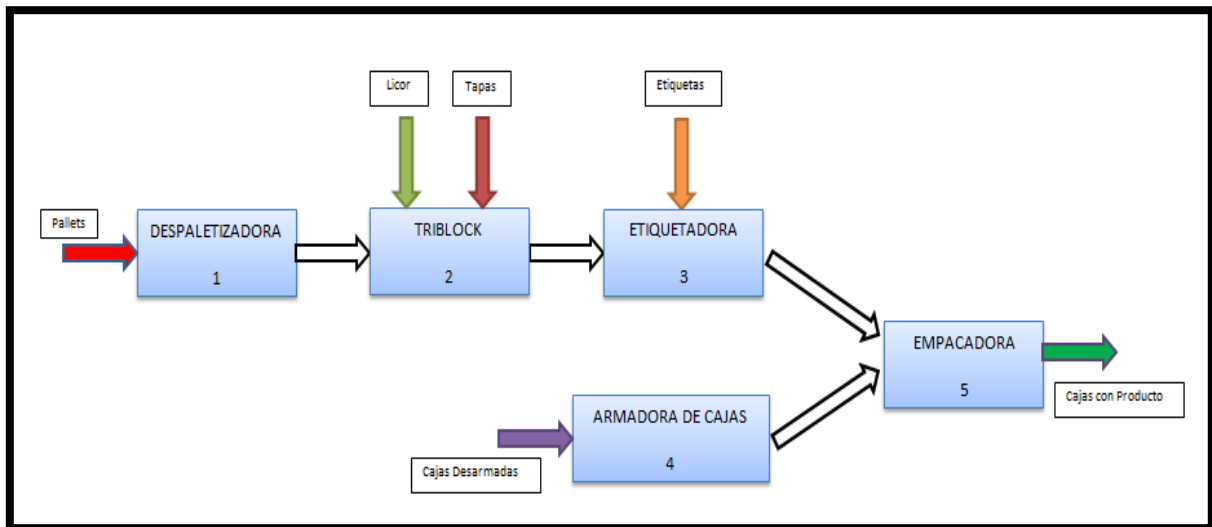 Licor
Tapas
Etiquetas
Pallets
DESPALETIZADORA
1
TRIBLOCK
2
ETIQUETADORA
3
EMPACADORA
5
Cajas con Producto
ARMADORA DE CAJAS
4
Cajas Desarmadas